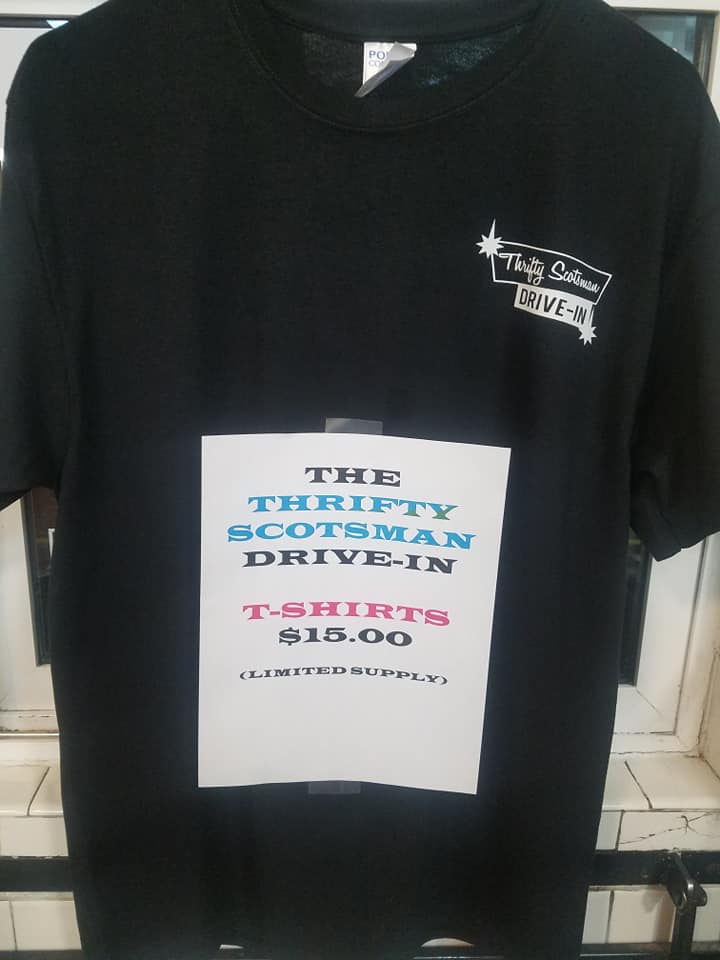 Thrifty Scotsman
DRIVE-IN
THE
THRIFTY
SCOTSMAN
DRIVE-IN
T-SHIRTS
$15.00
(LIMITED SUPPLY)